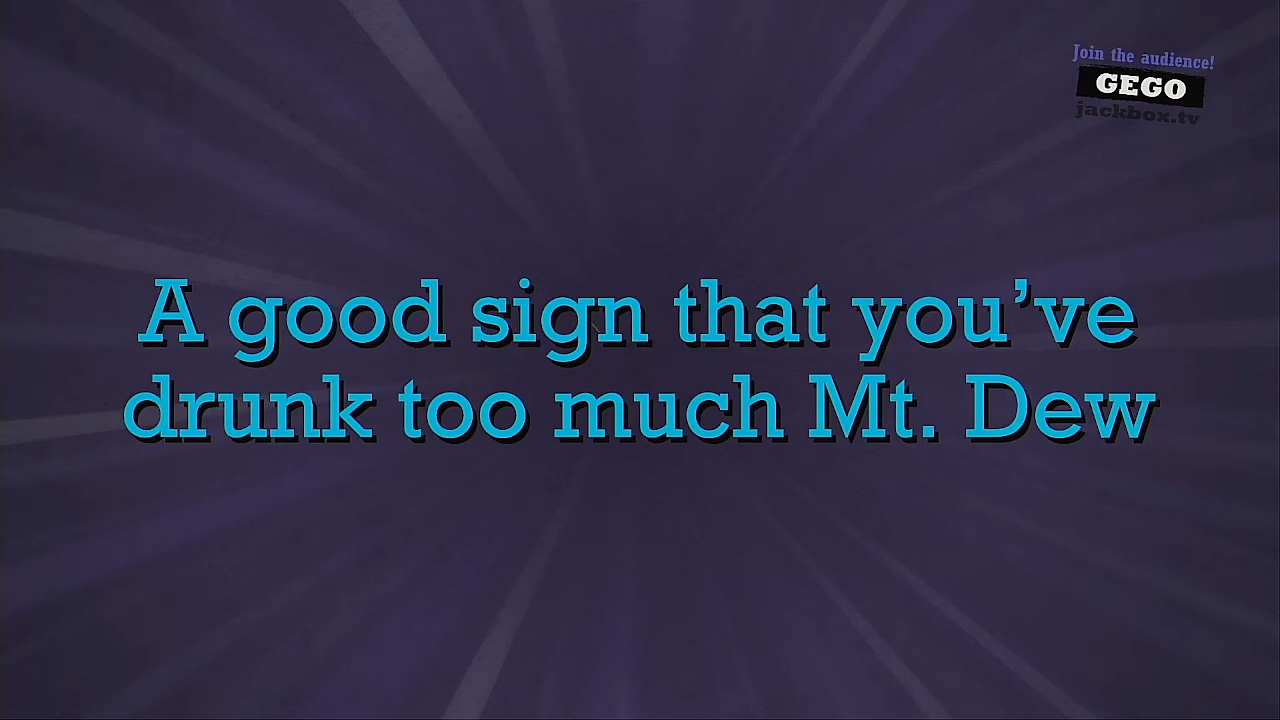 Join the audience!
GEGO
jackbox.tv
A good sign that you’ve
drunk too much Mt. Dew